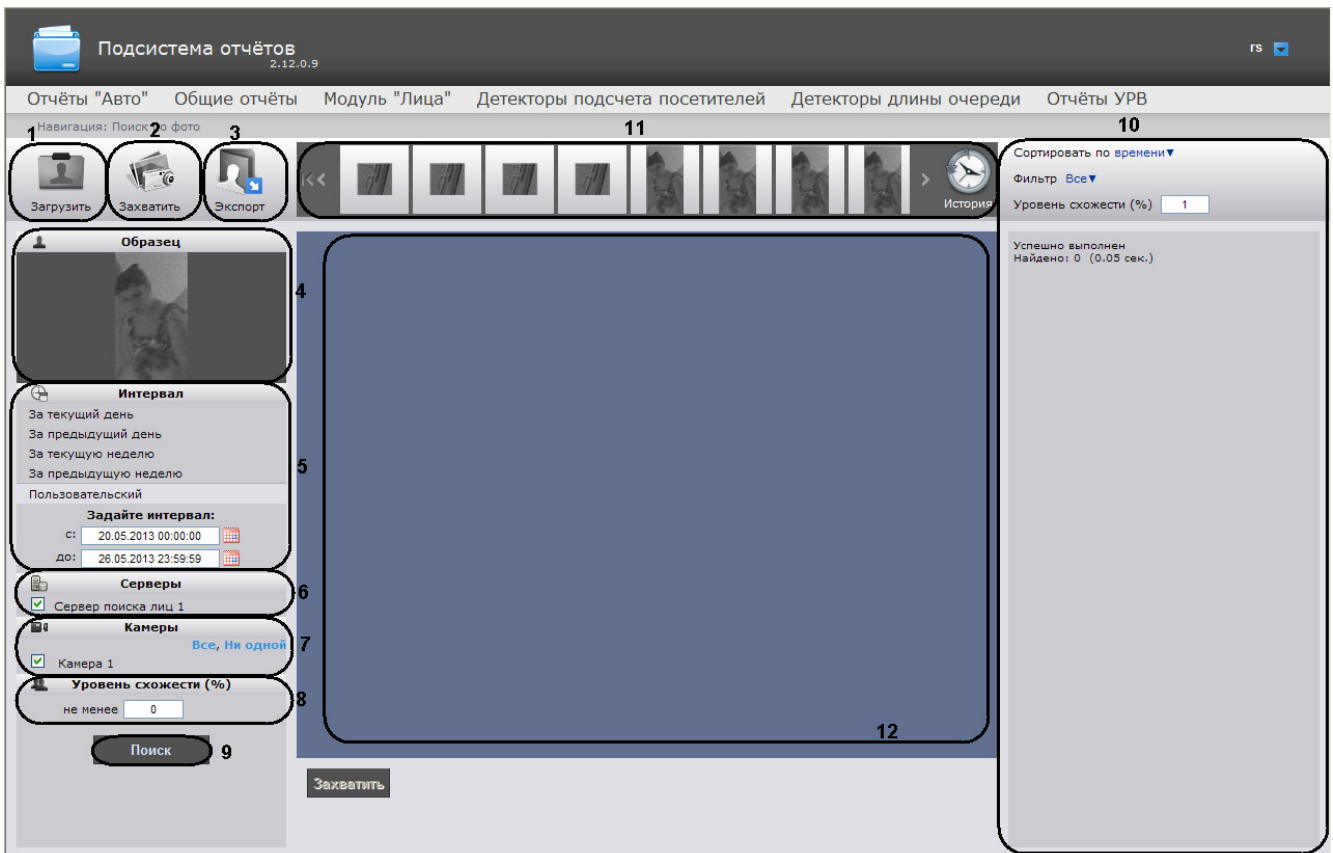 Подсистема отчётов
2.12.0.9
rs
Отчёты "Авто" Общие отчёты Модуль "Лица" Детекторы подсчета посетителей Детекторы длины очереди Отчёты УРВ
Навигация: Поиск по фото
1 2 3 11 10
Загрузить Захватить Экспорт
История
Сортировать по времени▼
Фильтр Все▼
Уровень схожести (%) 1
Образец
4
Успешно выполнен
Найдено: 0 (0.05 сек.)
Интервал
За текущий день
За предыдущий день
За текущую неделю
За предыдущую неделю
5
Пользовательский
Задайте интервал:
с: 20.05.2013 00:00:00
до: 26.05.2013 23:59:59
Серверы
6
Сервер поиска лиц 1
Камеры
Все, Ни одной
7
Камера 1
Уровень схожести (%)
8
не менее 0
12
Поиск 9
Захватить